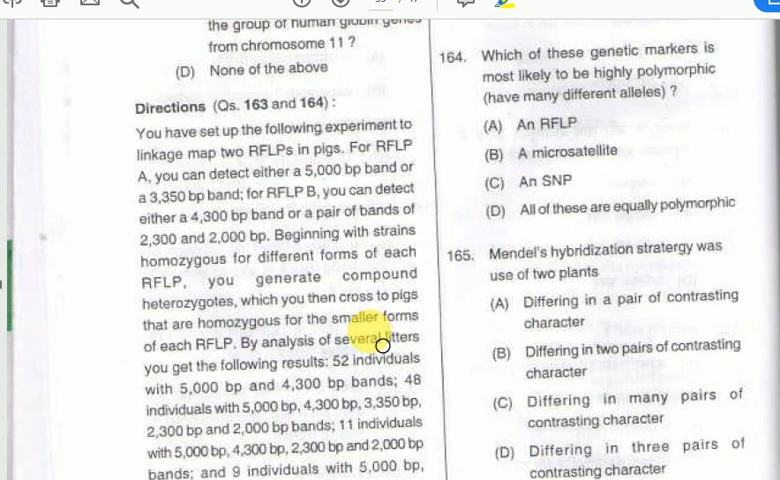 the group of human globin genes
from chromosome 11 ?
(D) None of the above
Directions (Qs. 163 and 164) :
You have set up the following experiment to
linkage map two RFLPs in pigs. For RFLP
A, you can detect either a 5,000 bp band or
a 3,350 bp band; for RFLP B, you can detect
either a 4,300 bp band or a pair of bands of
2,300 and 2,000 bp. Beginning with strains
homozygous for different forms of each
RFLP, you generate compound
heterozygotes, which you then cross to pigs
that are homozygous for the smaller forms
of each RFLP. By analysis of several litters
you get the following results: 52 individuals
with 5,000 bp and 4,300 bp bands; 48
individuals with 5,000 bp, 4,300 bp, 3,350 bp,
2,300 bp and 2,000 bp bands; 11 individuals
with 5,000 bp, 4,300 bp, 2,300 bp and 2,000 bp
bands; and 9 individuals with 5,000 bp,
164. Which of these genetic markers is
most likely to be highly polymorphic
(have many different alleles) ?
(A) An RFLP
(B) A microsatellite
(C) An SNP
(D) All of these are equally polymorphic
165. Mendel's hybridization stratergy was
use of two plants
(A) Differing in a pair of contrasting
character
(B) Differing in two pairs of contrasting
character
(C) Differing in many pairs of
contrasting character
(D) Differing in three pairs of
contrasting character